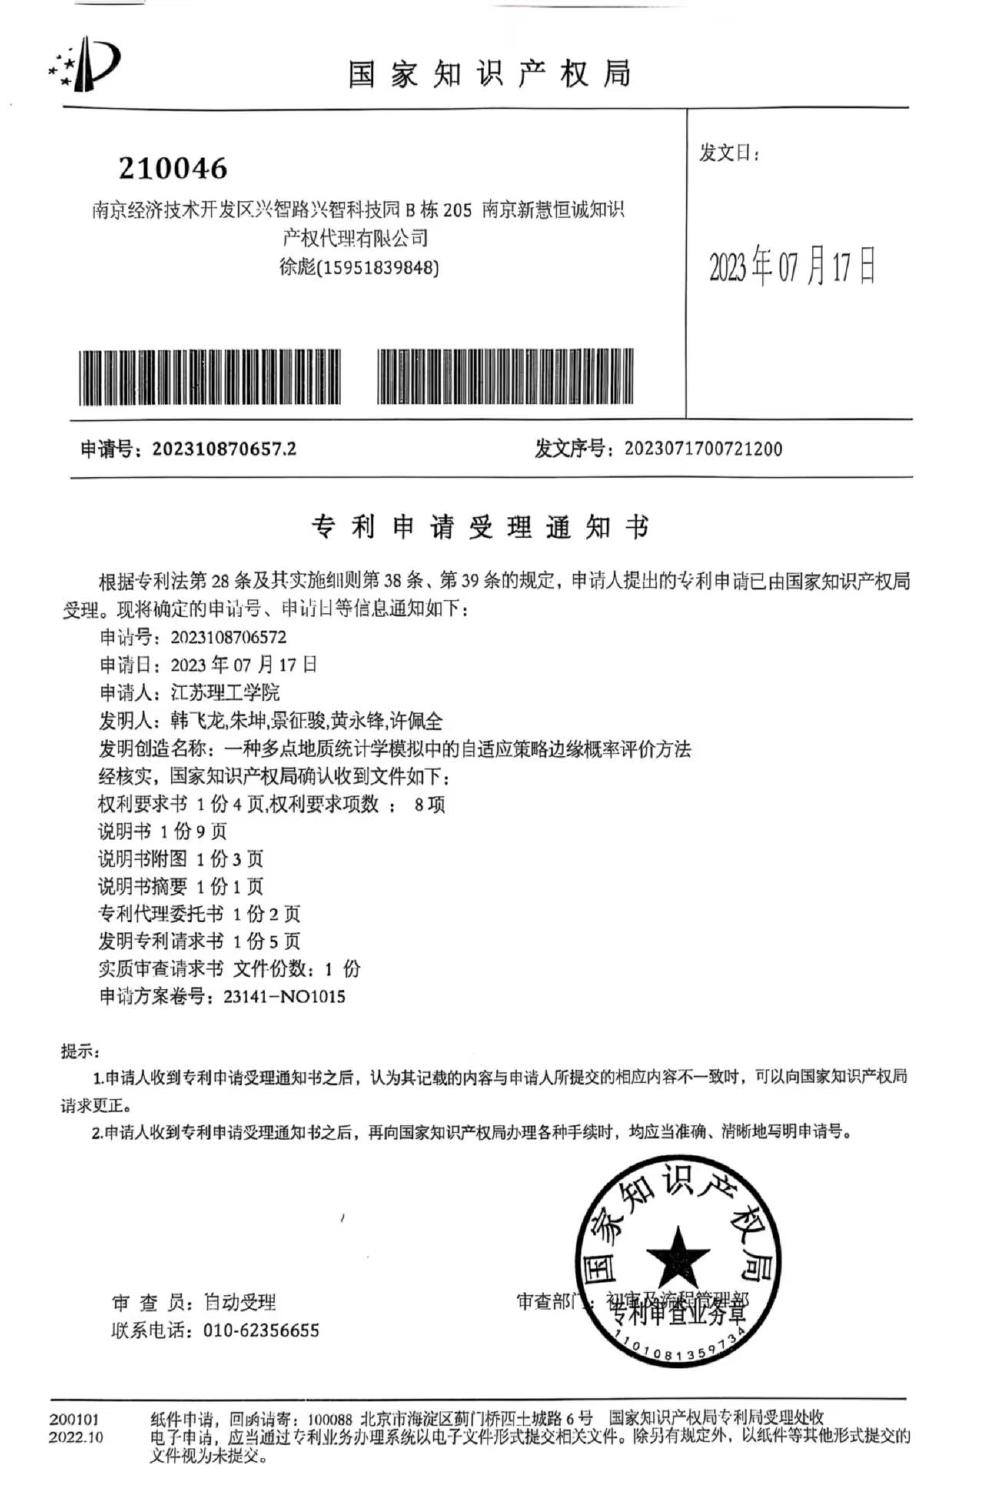 国家知识产权局
210046
南京经济技术开发区兴智路兴智科技园 B 栋 205 南京新慧恒诚知识
产权代理有限公司
徐彪(15951839848)
发文日：
2023 年 07 月 17 日
申请号：202310870657.2
发文序号：2023071700721200
专利申请受理通知书
根据专利法第 28 条及其实施细则第 38 条、第 39 条的规定，申请人提出的专利申请已由国家知识产权局
受理。现将确定的申请号、申请日等信息通知如下：
申请号：2023108706572
申请日：2023 年 07 月 17 日
申请人：江苏理工学院
发明人：韩飞龙,朱坤,景征骏,黄永锋,许佩全
发明创造名称：一种多点地质统计学模拟中的自适应策略边缘概率评价方法
经核实，国家知识产权局确认收到文件如下：
权利要求书 1 份 4 页,权利要求项数 ： 8 项
说明书 1 份 9 页
说明书附图 1 份 3 页
说明书摘要 1 份 1 页
专利代理委托书 1 份 2 页
发明专利请求书 1 份 5 页
实质审查请求书 文件份数：1 份
申请方案卷号：23141-NO1015
提示：
1.申请人收到专利申请受理通知书之后，认为其记载的内容与申请人所提交的相应内容不一致时，可以向国家知识产权局
请求更正。
2.申请人收到专利申请受理通知书之后，再向国家知识产权局办理各种手续时，均应当准确、清晰地写明申请号。
国家知识产权局
专利审查业务章
1101081359734
审 查 员：自动受理
审查部门：初审及流程管理部
联系电话：010-62356655
200101
2022.10
纸件申请，回函请寄：100088 北京市海淀区蓟门桥西土城路 6 号 国家知识产权局专利局受理处收
电子申请，应当通过专利业务办理系统以电子文件形式提交相关文件。除另有规定外，以纸件等其他形式提交的
文件视为未提交。